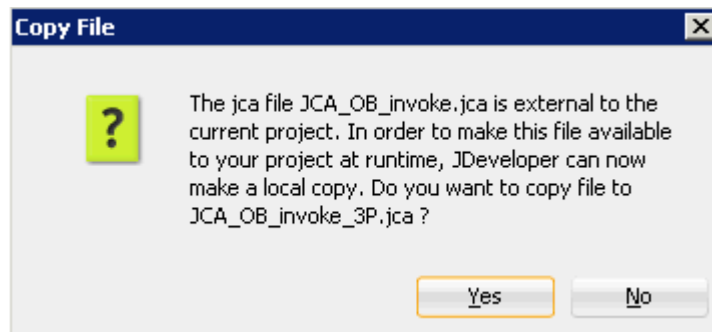 Copy File
The jca file JCA_OB_invoke.jca is external to the
current project. In order to make this file available
to your project at runtime, JDeveloper can now
make a local copy. Do you want to copy file to
JCA_OB_invoke_3P.jca ?
Yes No